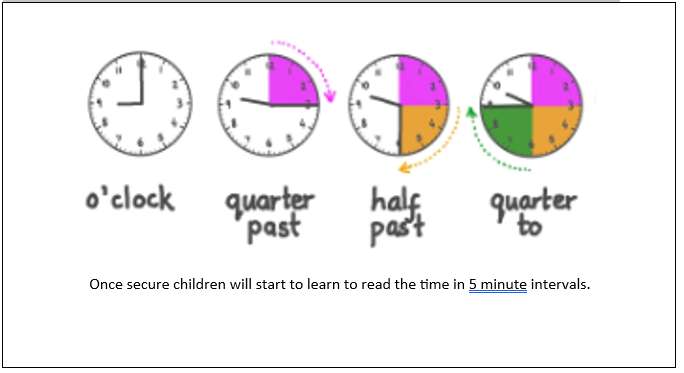 o'clock
quarter past
half past
quarter to
Once secure children will start to learn to read the time in 5 minute intervals.